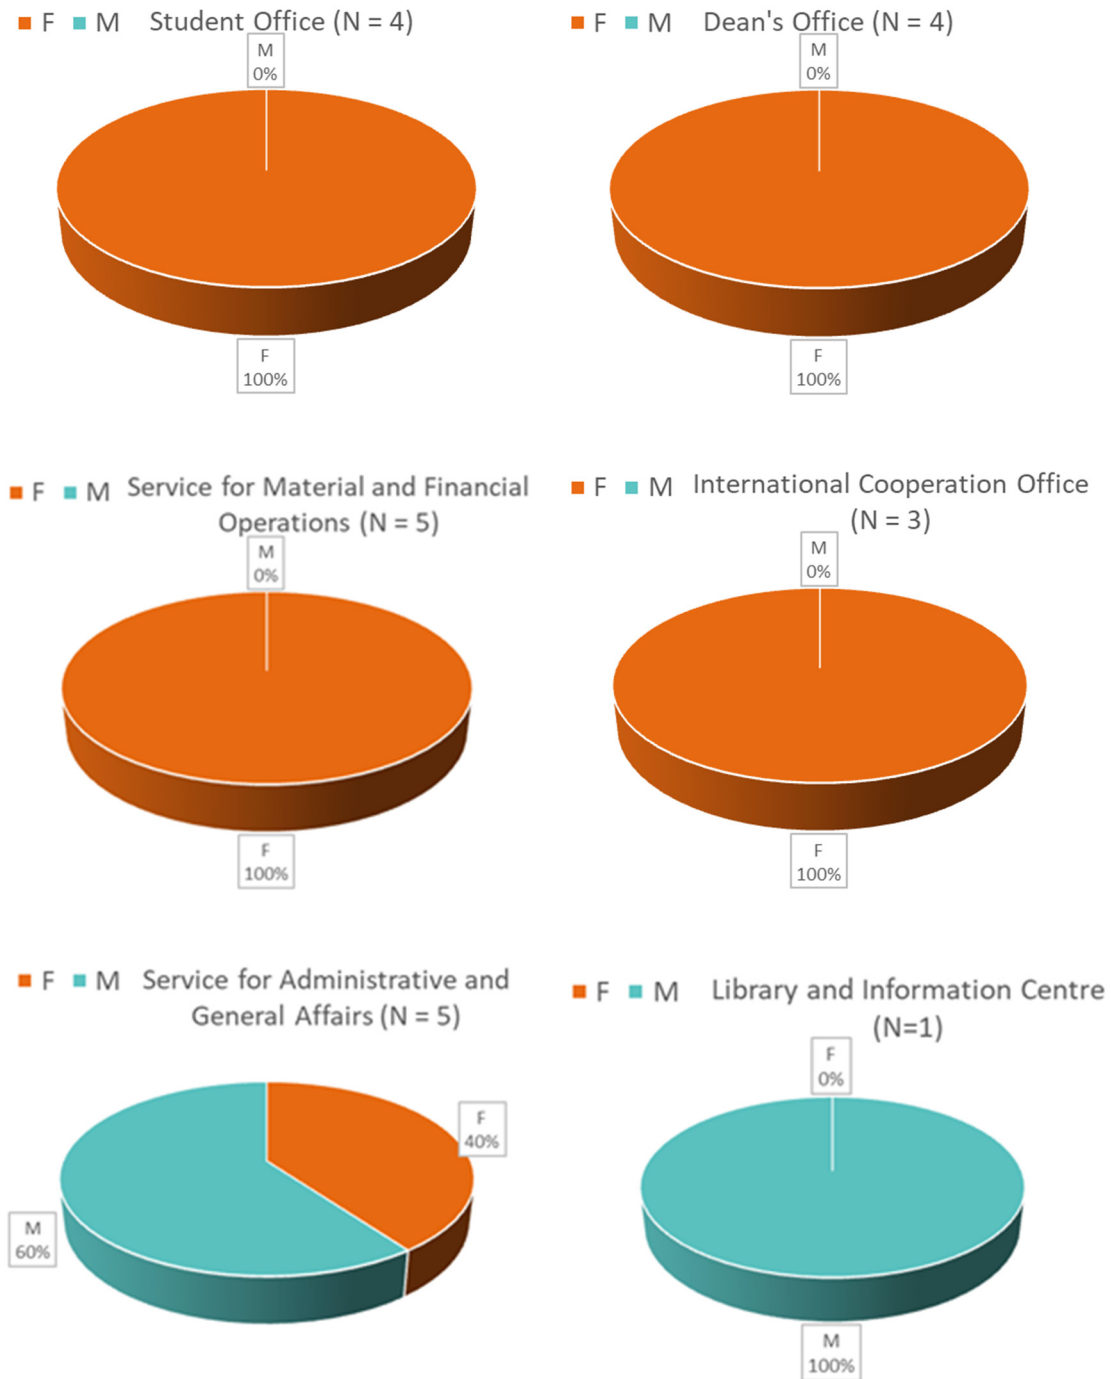 F M Student Office (N = 4)
M
0%
F
100%
F M Dean's Office (N = 4)
M
0%
F
100%
F M Service for Material and Financial
Operations (N = 5)
M
0%
F
100%
F M International Cooperation Office
(N = 3)
M
0%
F
100%
F M Service for Administrative and
General Affairs (N = 5)
F
40%
M
60%
F M Library and Information Centre
(N=1)
F
0%
M
100%